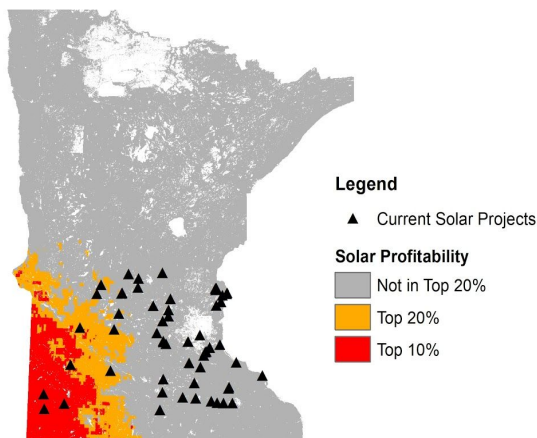 Legend
Current Solar Projects
Solar Profitability
Not in Top 20%
Top 20%
Top 10%